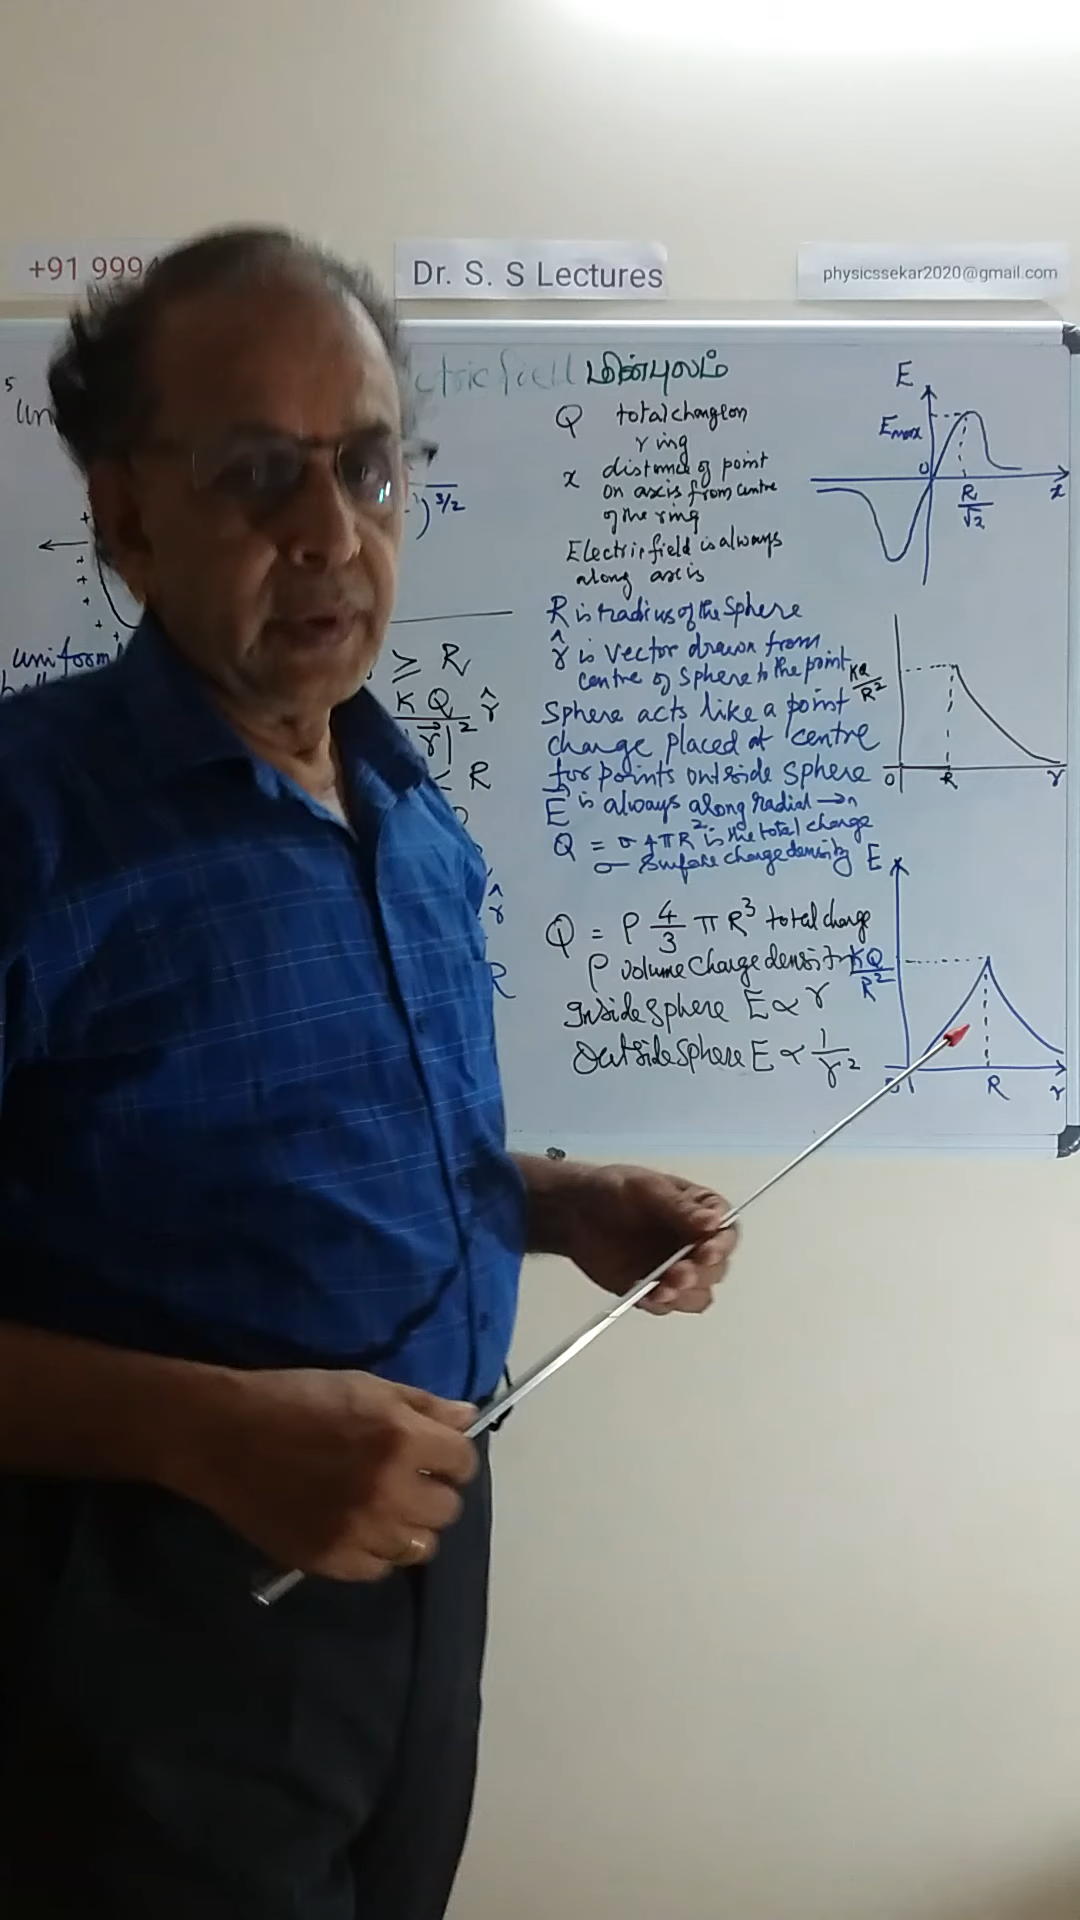 +91 999
Dr. S. S Lectures
physicssekar2020@gmail.com
ctric field மின்புலம்
5
Q total charge on
ring
x distance of point
on axis from centre
of the ring
Electric field is always
along axis
)^{3/2}
E
Emax
0
R/√2
x
R is radius of the sphere
r̂ is vector drawn from
centre of sphere to the point
Sphere acts like a point
charge placed at centre
for points outside sphere
E⃗ is always along radial →n
Q = σ 4πR² is the total charge
σ – surface charge density
uniform
≥ R
KQ/|r⃗|² r̂
< R
r̂
R
KQ/R²
0
R
r
Q = ρ 4/3 π R³ total charge
ρ volume charge density
Inside sphere E ∝ r
Outside sphere E ∝ 1/r²
E
KQ/R²
0
R
r